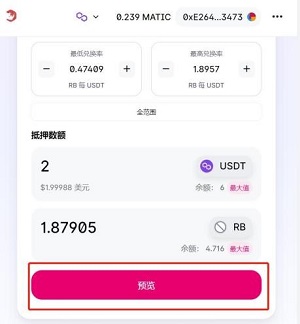 0.239 MATIC 0xE264...3473
最低兑换率 最高兑换率
− 0.47409 + − 1.8957 +
RB 每 USDT RB 每 USDT
全范围
抵押数额
2 USDT
$1.99988 美元 余额: 6 最大值
1.87905 RB
余额: 4.716 最大值
预览